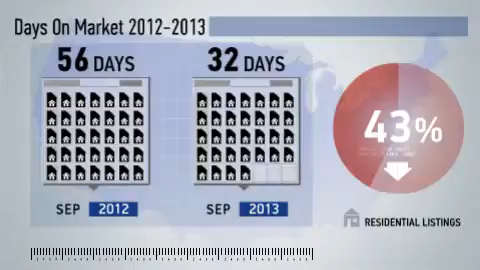 Days On Market 2012-2013
56 DAYS
32 DAYS
43%
SEP 2012
SEP 2013
RESIDENTIAL LISTINGS